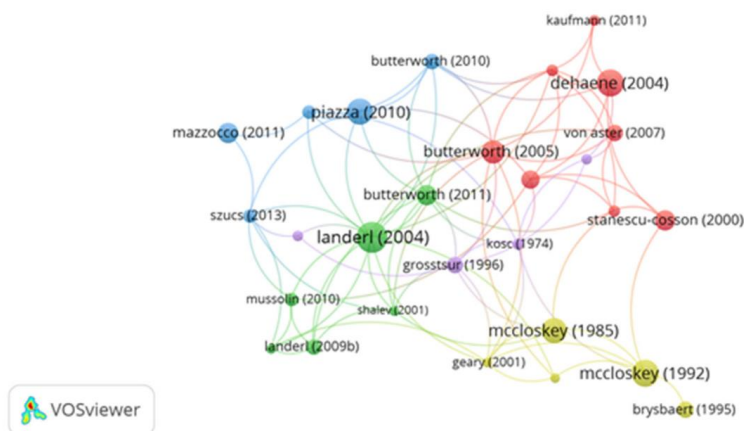 kaufmann (2011)
butterworth (2010)
dehaene (2004)
piazza (2010)
mazzocco (2011)
von aster (2007)
butterworth (2005)
butterworth (2011)
szucs (2013)
stanescu-cosson (2000)
landerl (2004)
kosc (1974)
grosstsur (1996)
mussolin (2010)
shalev (2001)
mccloskey (1985)
landerl (2009b)
geary (2001)
mccloskey (1992)
brysbaert (1995)
VOSviewer